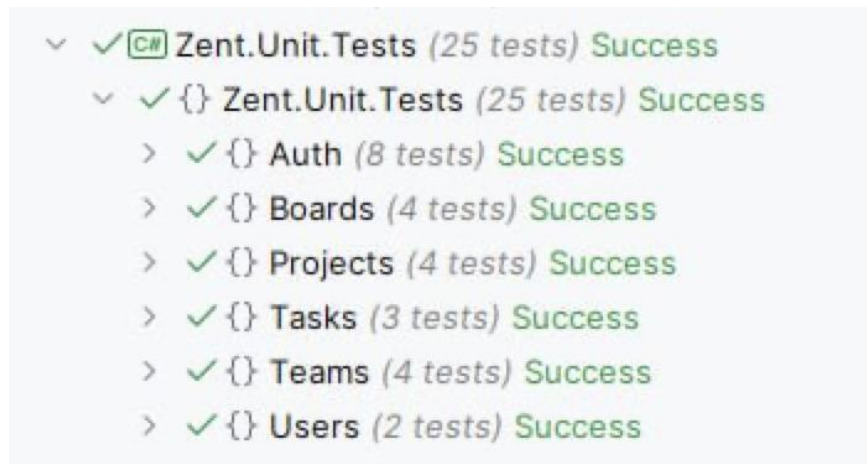 C# Zent.Unit.Tests (25 tests) Success
{} Zent.Unit.Tests (25 tests) Success
{} Auth (8 tests) Success
{} Boards (4 tests) Success
{} Projects (4 tests) Success
{} Tasks (3 tests) Success
{} Teams (4 tests) Success
{} Users (2 tests) Success